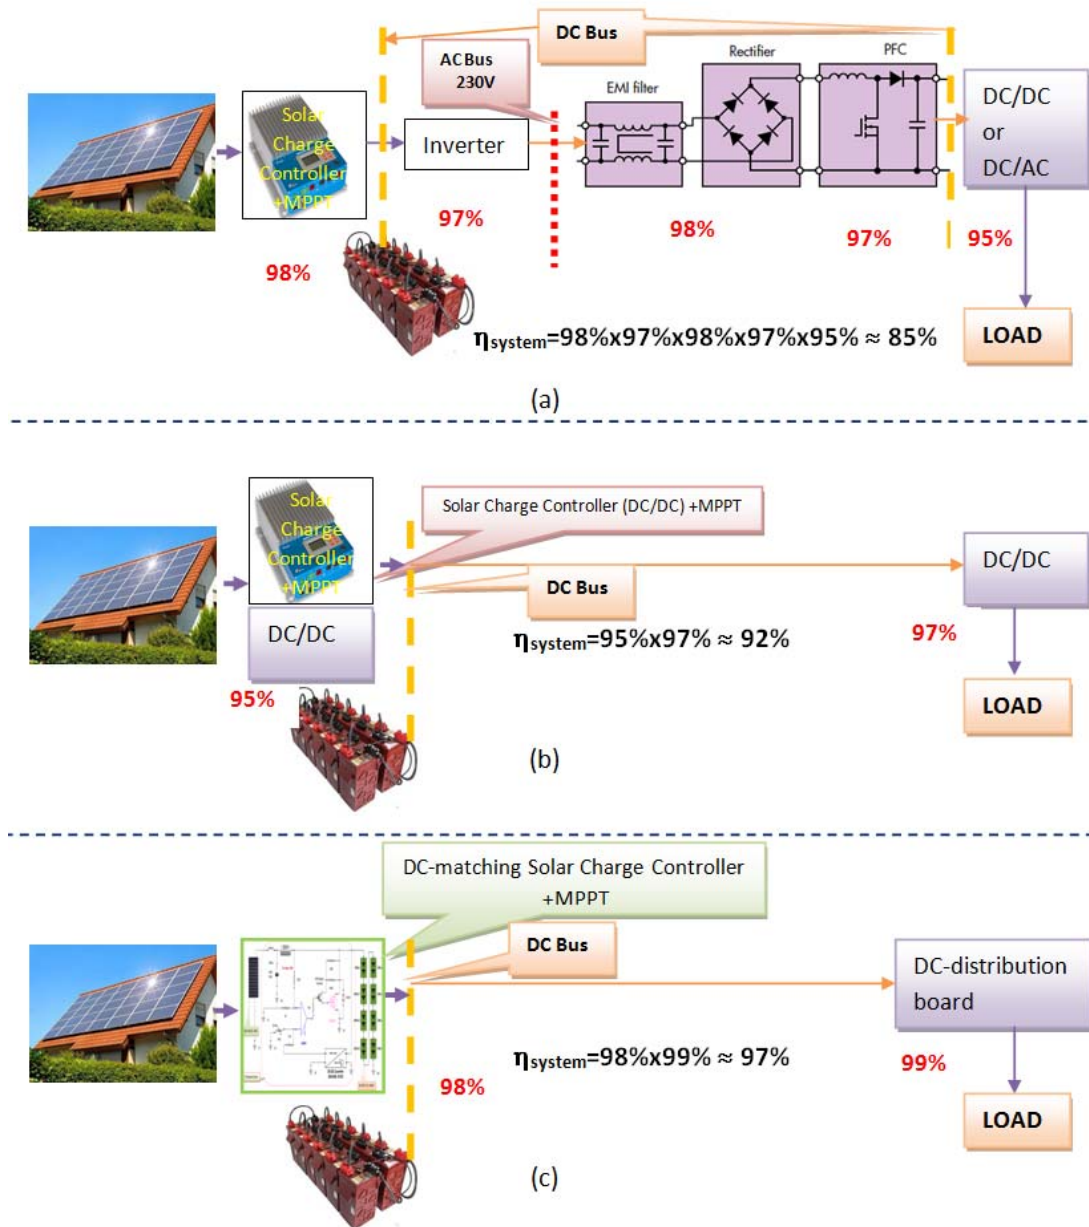 DC Bus
AC Bus
230V
Rectifier
PFC
EMI filter
Solar
Charge
Controller
+MPPT
Inverter
DC/DC
or
DC/AC
97%
98%
97%
95%
98%
ηsystem=98%x97%x98%x97%x95% ≈ 85%
LOAD
(a)
Solar
Charge
Controller
+MPPT
Solar Charge Controller (DC/DC) +MPPT
DC/DC
DC Bus
DC/DC
ηsystem=95%x97% ≈ 92%
97%
95%
LOAD
(b)
DC-matching Solar Charge Controller
+MPPT
DC Bus
DC-distribution
board
ηsystem=98%x99% ≈ 97%
98%
99%
LOAD
(c)